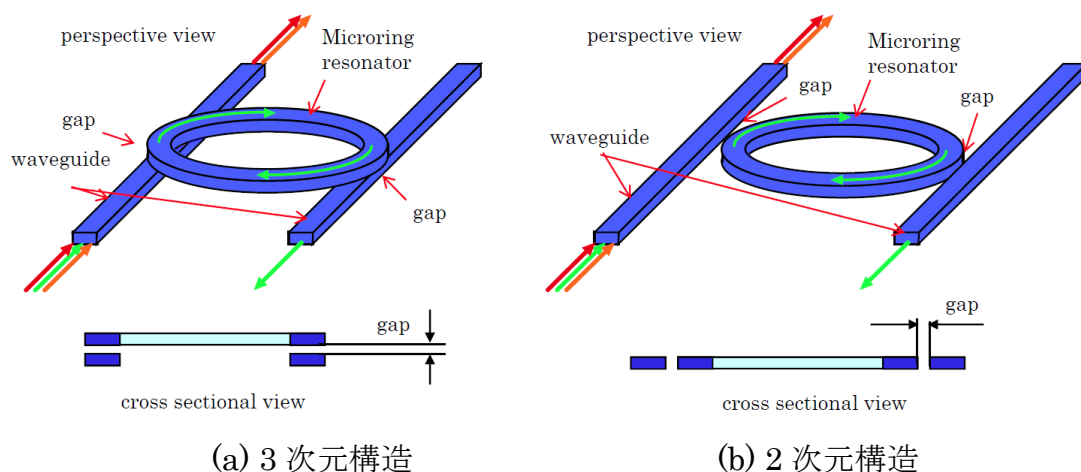 perspective view
Microring
resonator
gap
waveguide
gap
gap
cross sectional view
(a) 3 次元構造
perspective view
Microring
resonator
gap
gap
waveguide
gap
cross sectional view
(b) 2 次元構造